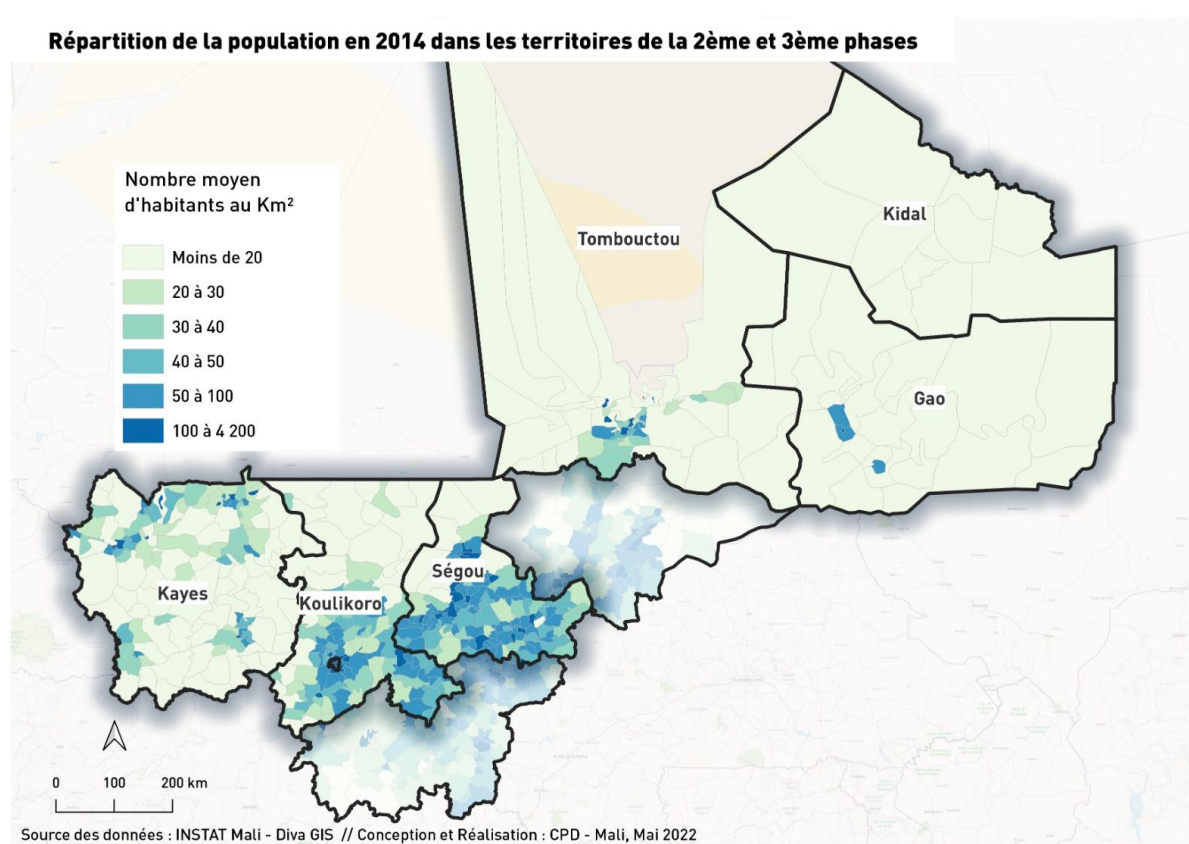 Répartition de la population en 2014 dans les territoires de la 2ème et 3ème phases
Nombre moyen
d'habitants au Km²
Moins de 20
20 à 30
30 à 40
40 à 50
50 à 100
100 à 4 200
Tombouctou
Kidal
Gao
Ségou
Kayes
Koulikoro
0 100 200 km
Source des données : INSTAT Mali - Diva GIS // Conception et Réalisation : CPD - Mali, Mai 2022